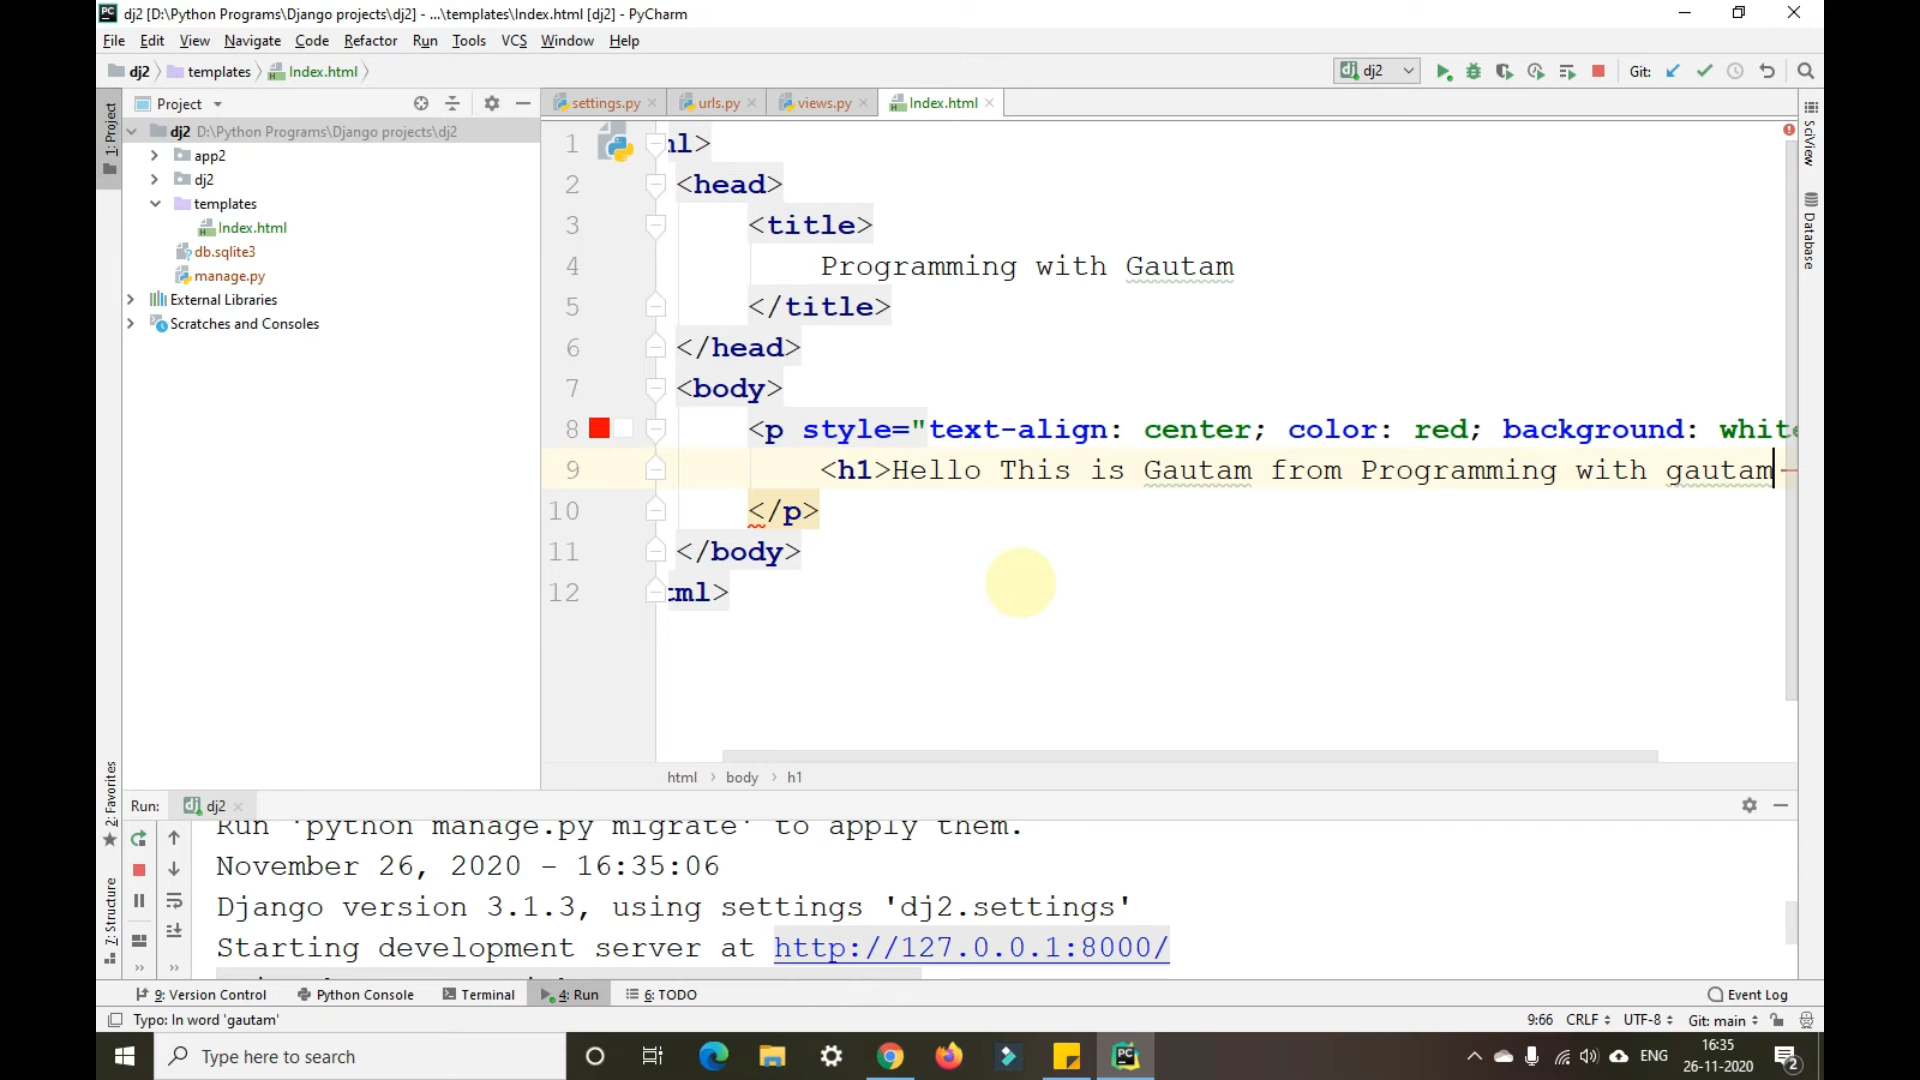 PC dj2 [D:\Python Programs\Django projects\dj2] - ...\templates\Index.html [dj2] - PyCharm
File Edit View Navigate Code Refactor Run Tools VCS Window Help
dj2 templates Index.html dj dj2 Git:
1: Project
Project
settings.py urls.py views.py Index.html
dj2 D:\Python Programs\Django projects\dj2
app2
dj2
templates
Index.html
db.sqlite3
manage.py
External Libraries
Scratches and Consoles
1 ml>
2 <head>
3 <title>
4 Programming with Gautam
5 </title>
6 </head>
7 <body>
8 <p style="text-align: center; color: red; background: white
9 <h1>Hello This is Gautam from Programming with gautam
10 </p>
11 </body>
12 tml>
SciView
Database
html body h1
2: Favorites
7: Structure
Run: dj dj2
Run 'python manage.py migrate' to apply them.
November 26, 2020 - 16:35:06
Django version 3.1.3, using settings 'dj2.settings'
Starting development server at http://127.0.0.1:8000/
9: Version Control Python Console Terminal 4: Run 6: TODO Event Log
Typo: In word 'gautam' 9:66 CRLF UTF-8 Git: main
Type here to search PC ENG 16:35
26-11-2020 2